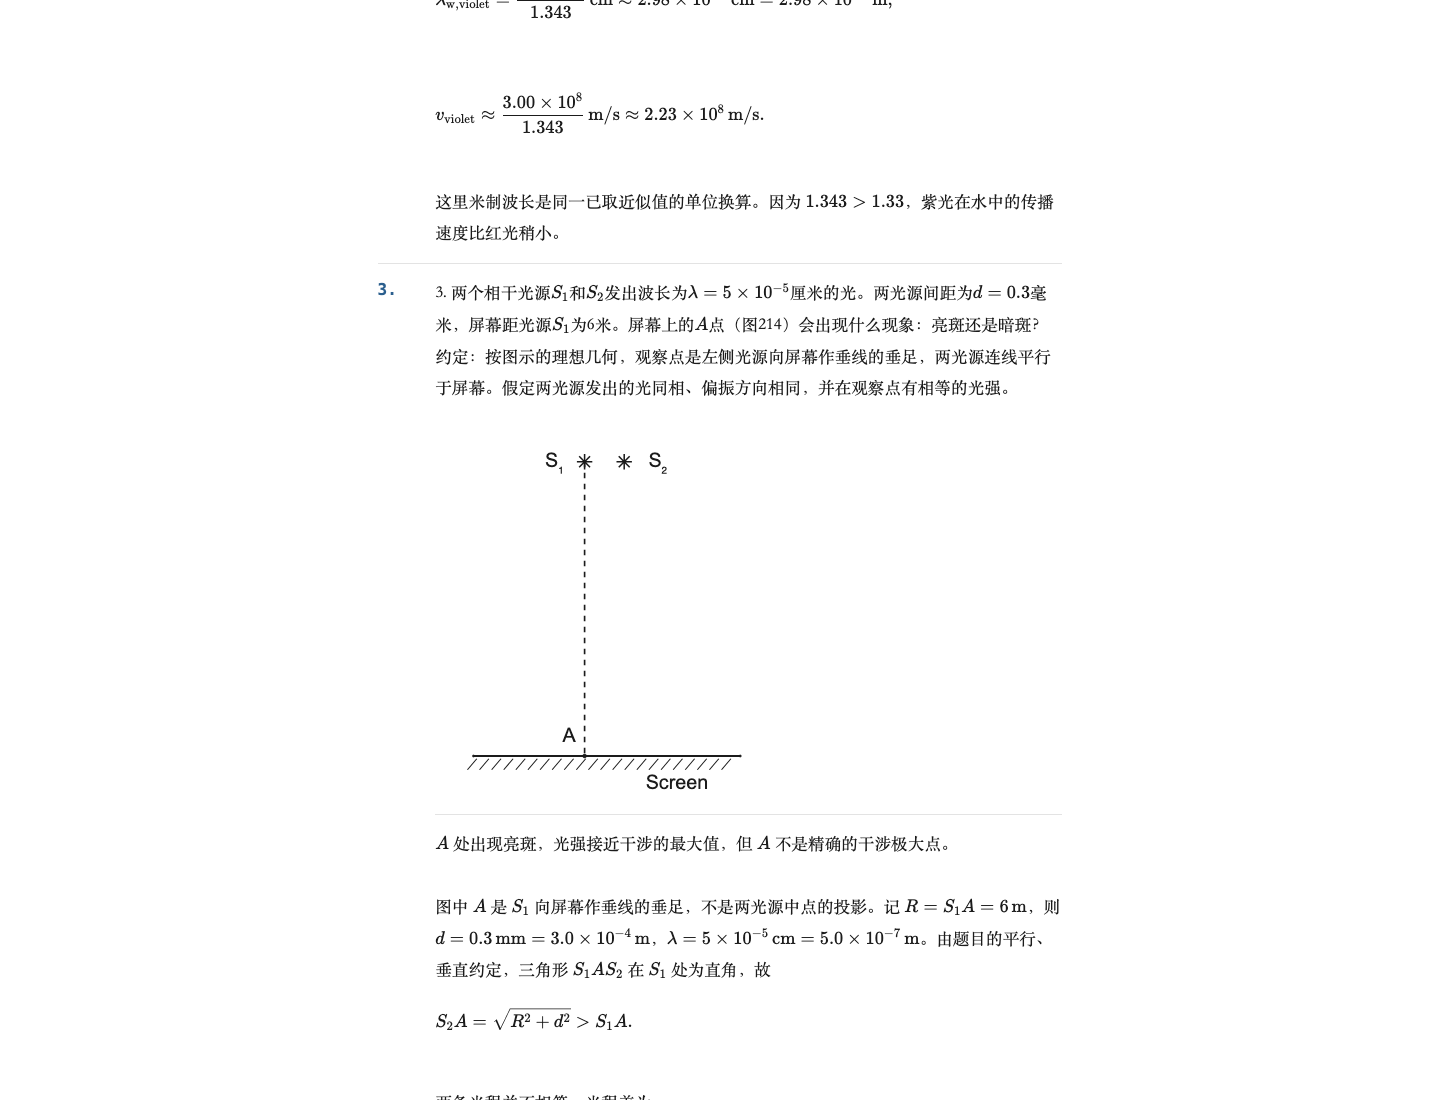 λw,violet = 1.343 cm ≈ 2.98 × 10 cm = 2.98 × 10 m,
v_violet ≈ 3.00 × 10⁸ / 1.343 m/s ≈ 2.23 × 10⁸ m/s.
这里米制波长是同一已取近似值的单位换算。因为 1.343 > 1.33，紫光在水中的传播
速度比红光稍小。
3. 3. 两个相干光源S₁和S₂发出波长为λ = 5 × 10⁻⁵厘米的光。两光源间距为d = 0.3毫
米，屏幕距光源S₁为6米。屏幕上的A点（图214）会出现什么现象：亮斑还是暗斑？
约定：按图示的理想几何，观察点是左侧光源向屏幕作垂线的垂足，两光源连线平行
于屏幕。假定两光源发出的光同相、偏振方向相同，并在观察点有相等的光强。
S₁ S₂
A
Screen
A 处出现亮斑，光强接近干涉的最大值，但 A 不是精确的干涉极大点。
图中 A 是 S₁ 向屏幕作垂线的垂足，不是两光源中点的投影。记 R = S₁A = 6 m，则
d = 0.3 mm = 3.0 × 10⁻⁴ m，λ = 5 × 10⁻⁵ cm = 5.0 × 10⁻⁷ m。由题目的平行、
垂直约定，三角形 S₁AS₂ 在 S₁ 处为直角，故
S₂A = √(R² + d²) > S₁A.